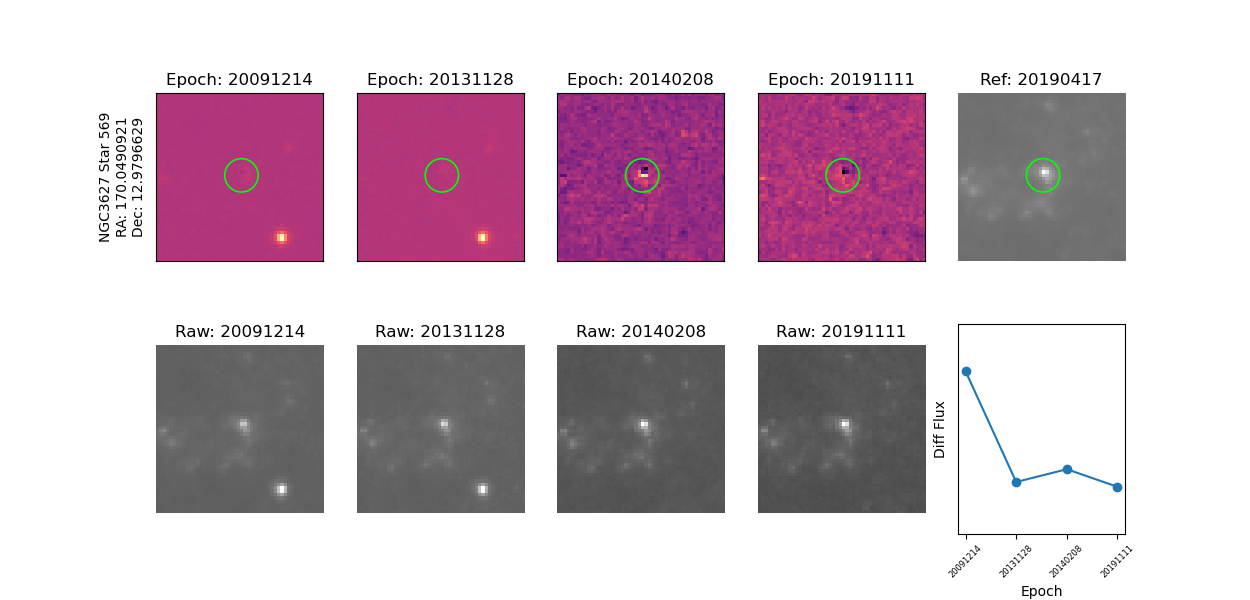 Epoch: 20091214
Epoch: 20131128
Epoch: 20140208
Epoch: 20191111
Ref: 20190417
NGC3627 Star 569
RA: 170.0490921
Dec: 12.9796629
Raw: 20091214
Raw: 20131128
Raw: 20140208
Raw: 20191111
Diff Flux
20091214
20131128
20140208
20191111
Epoch